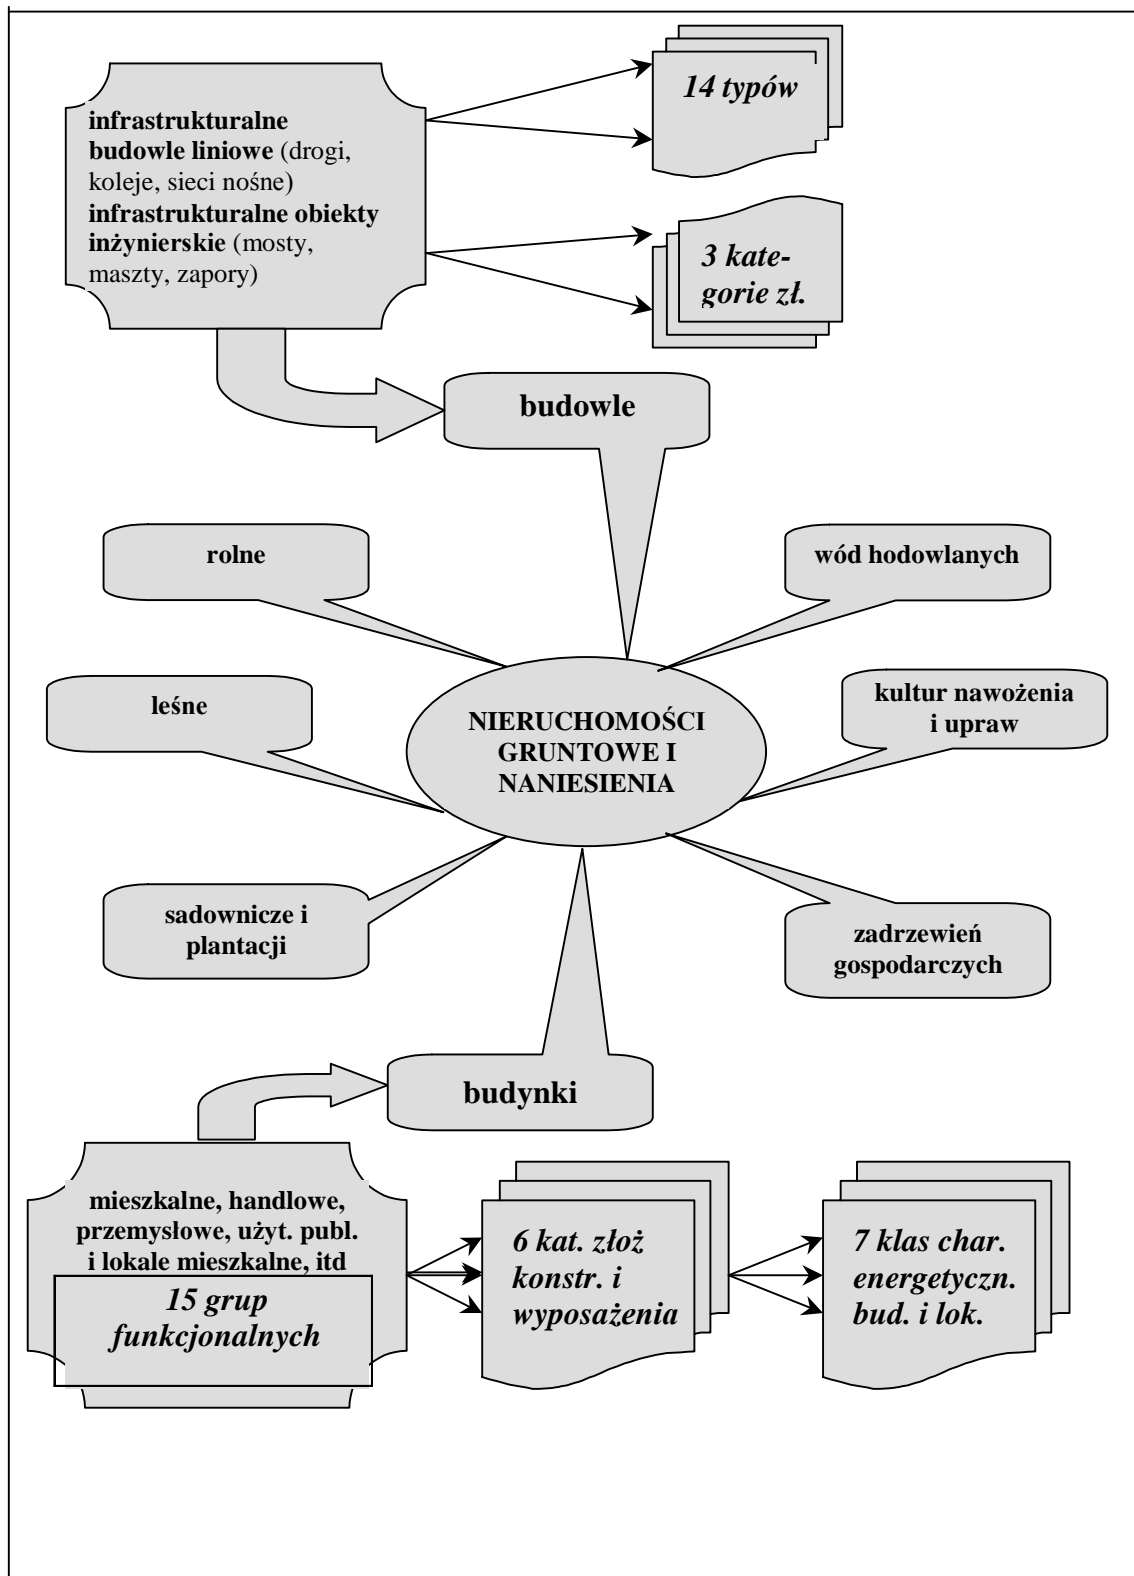 14 typów
infrastrukturalne
budowle liniowe (drogi,
koleje, sieci nośne)
infrastrukturalne obiekty
inżynierskie (mosty,
maszty, zapory)
3 kate-
gorie zł.
budowle
rolne
wód hodowlanych
leśne
kultur nawożenia
i upraw
NIERUCHOMOŚCI
GRUNTOWE I
NANIESIENIA
sadownicze i
plantacji
zadrzewień
gospodarczych
budynki
mieszkalne, handlowe,
przemysłowe, użyt. publ.
i lokale mieszkalne, itd
15 grup
funkcjonalnych
6 kat. złoż
konstr. i
wyposażenia
7 klas char.
energetyczn.
bud. i lok.